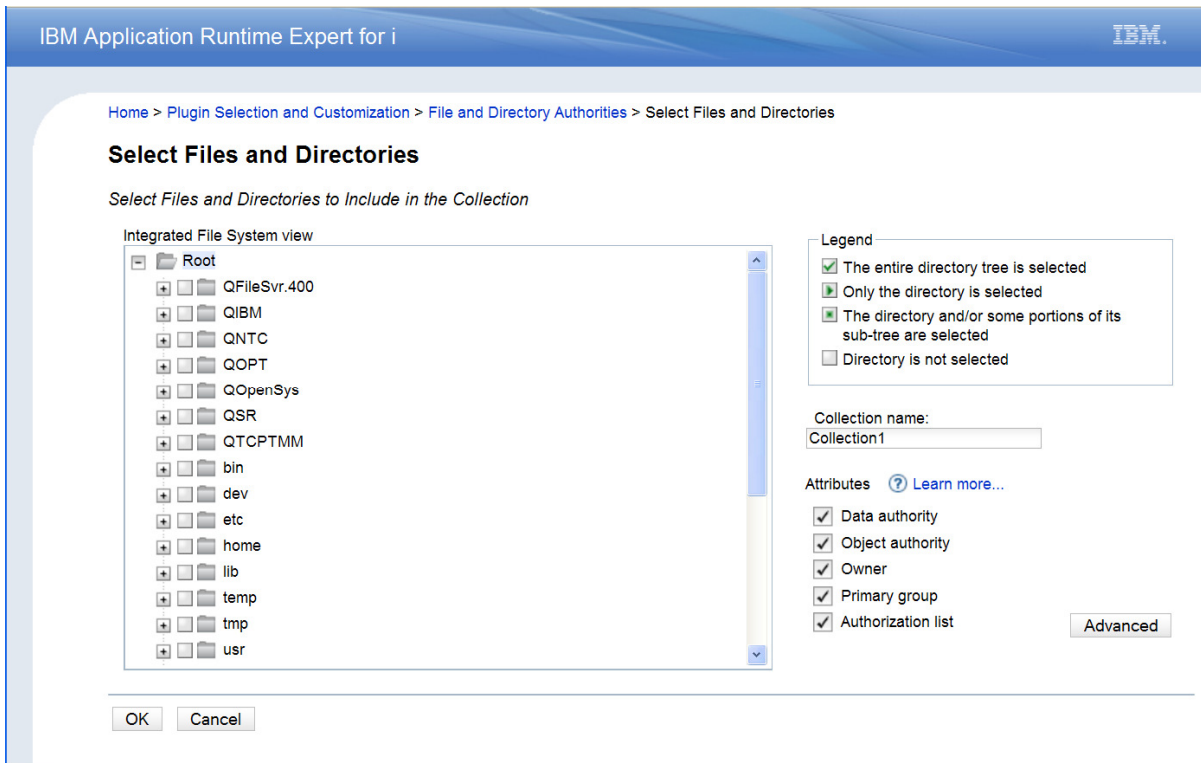 IBM Application Runtime Expert for i
IBM.
Home > Plugin Selection and Customization > File and Directory Authorities > Select Files and Directories
Select Files and Directories
Select Files and Directories to Include in the Collection
Integrated File System view
Root
QFileSvr.400
QIBM
QNTC
QOPT
QOpenSys
QSR
QTCPTMM
bin
dev
etc
home
lib
temp
tmp
usr
Legend
The entire directory tree is selected
Only the directory is selected
The directory and/or some portions of its
sub-tree are selected
Directory is not selected
Collection name:
Collection1
Attributes ? Learn more...
Data authority
Object authority
Owner
Primary group
Authorization list
Advanced
OK Cancel